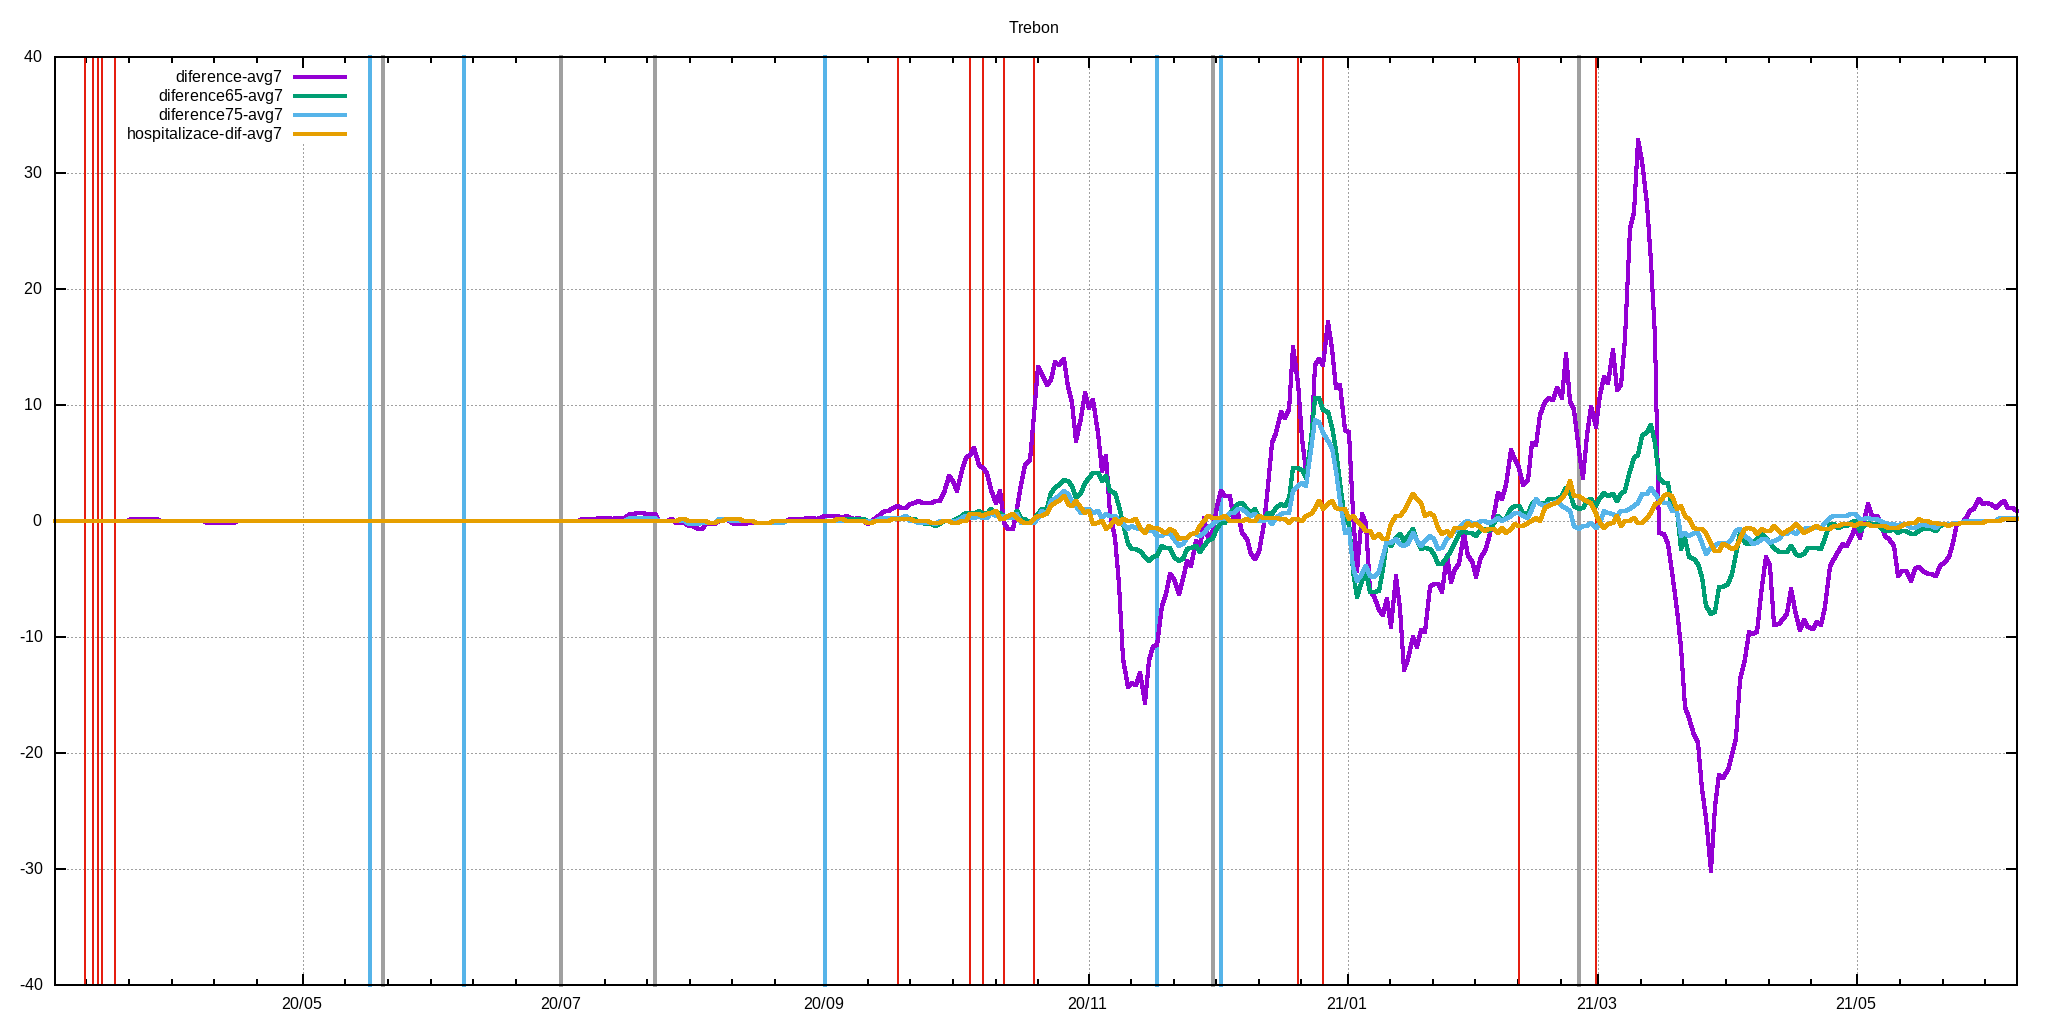 Trebon
40
diference-avg7
diference65-avg7
diference75-avg7
hospitalizace-dif-avg7
30
20
10
0
-10
-20
-30
-40
20/05 20/07 20/09 20/11 21/01 21/03 21/05